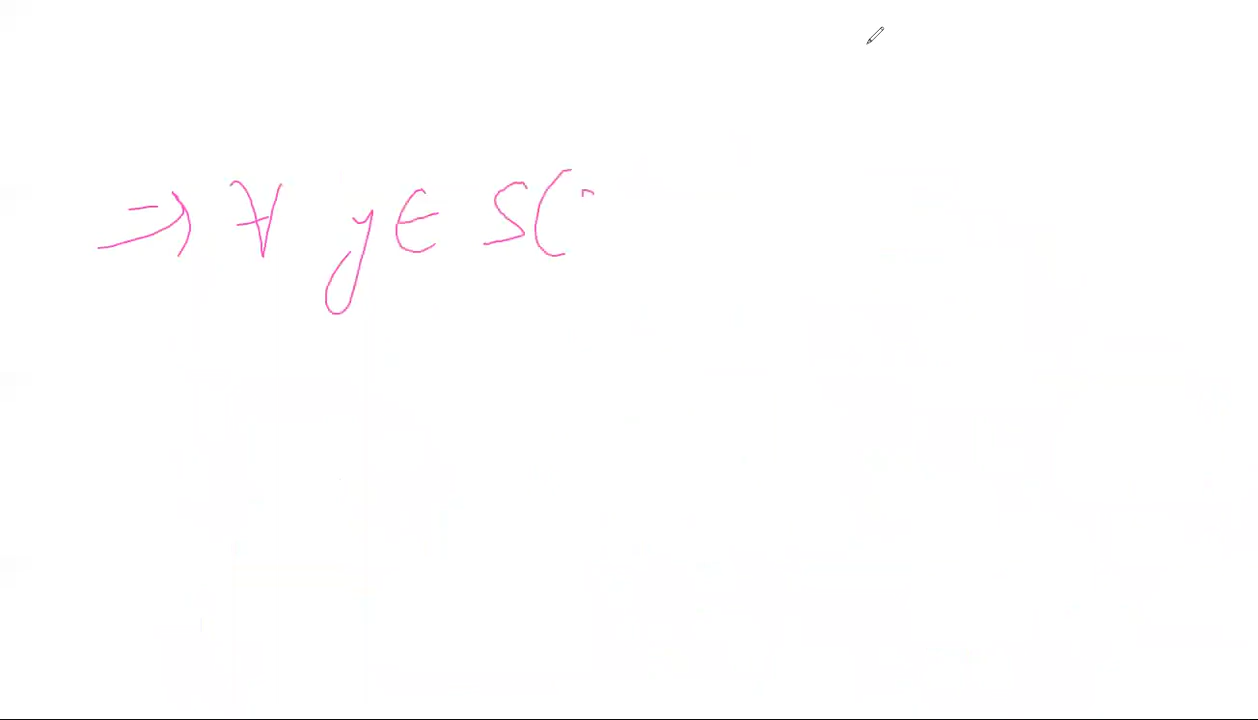 ⇒ ∀ y ∈ S(